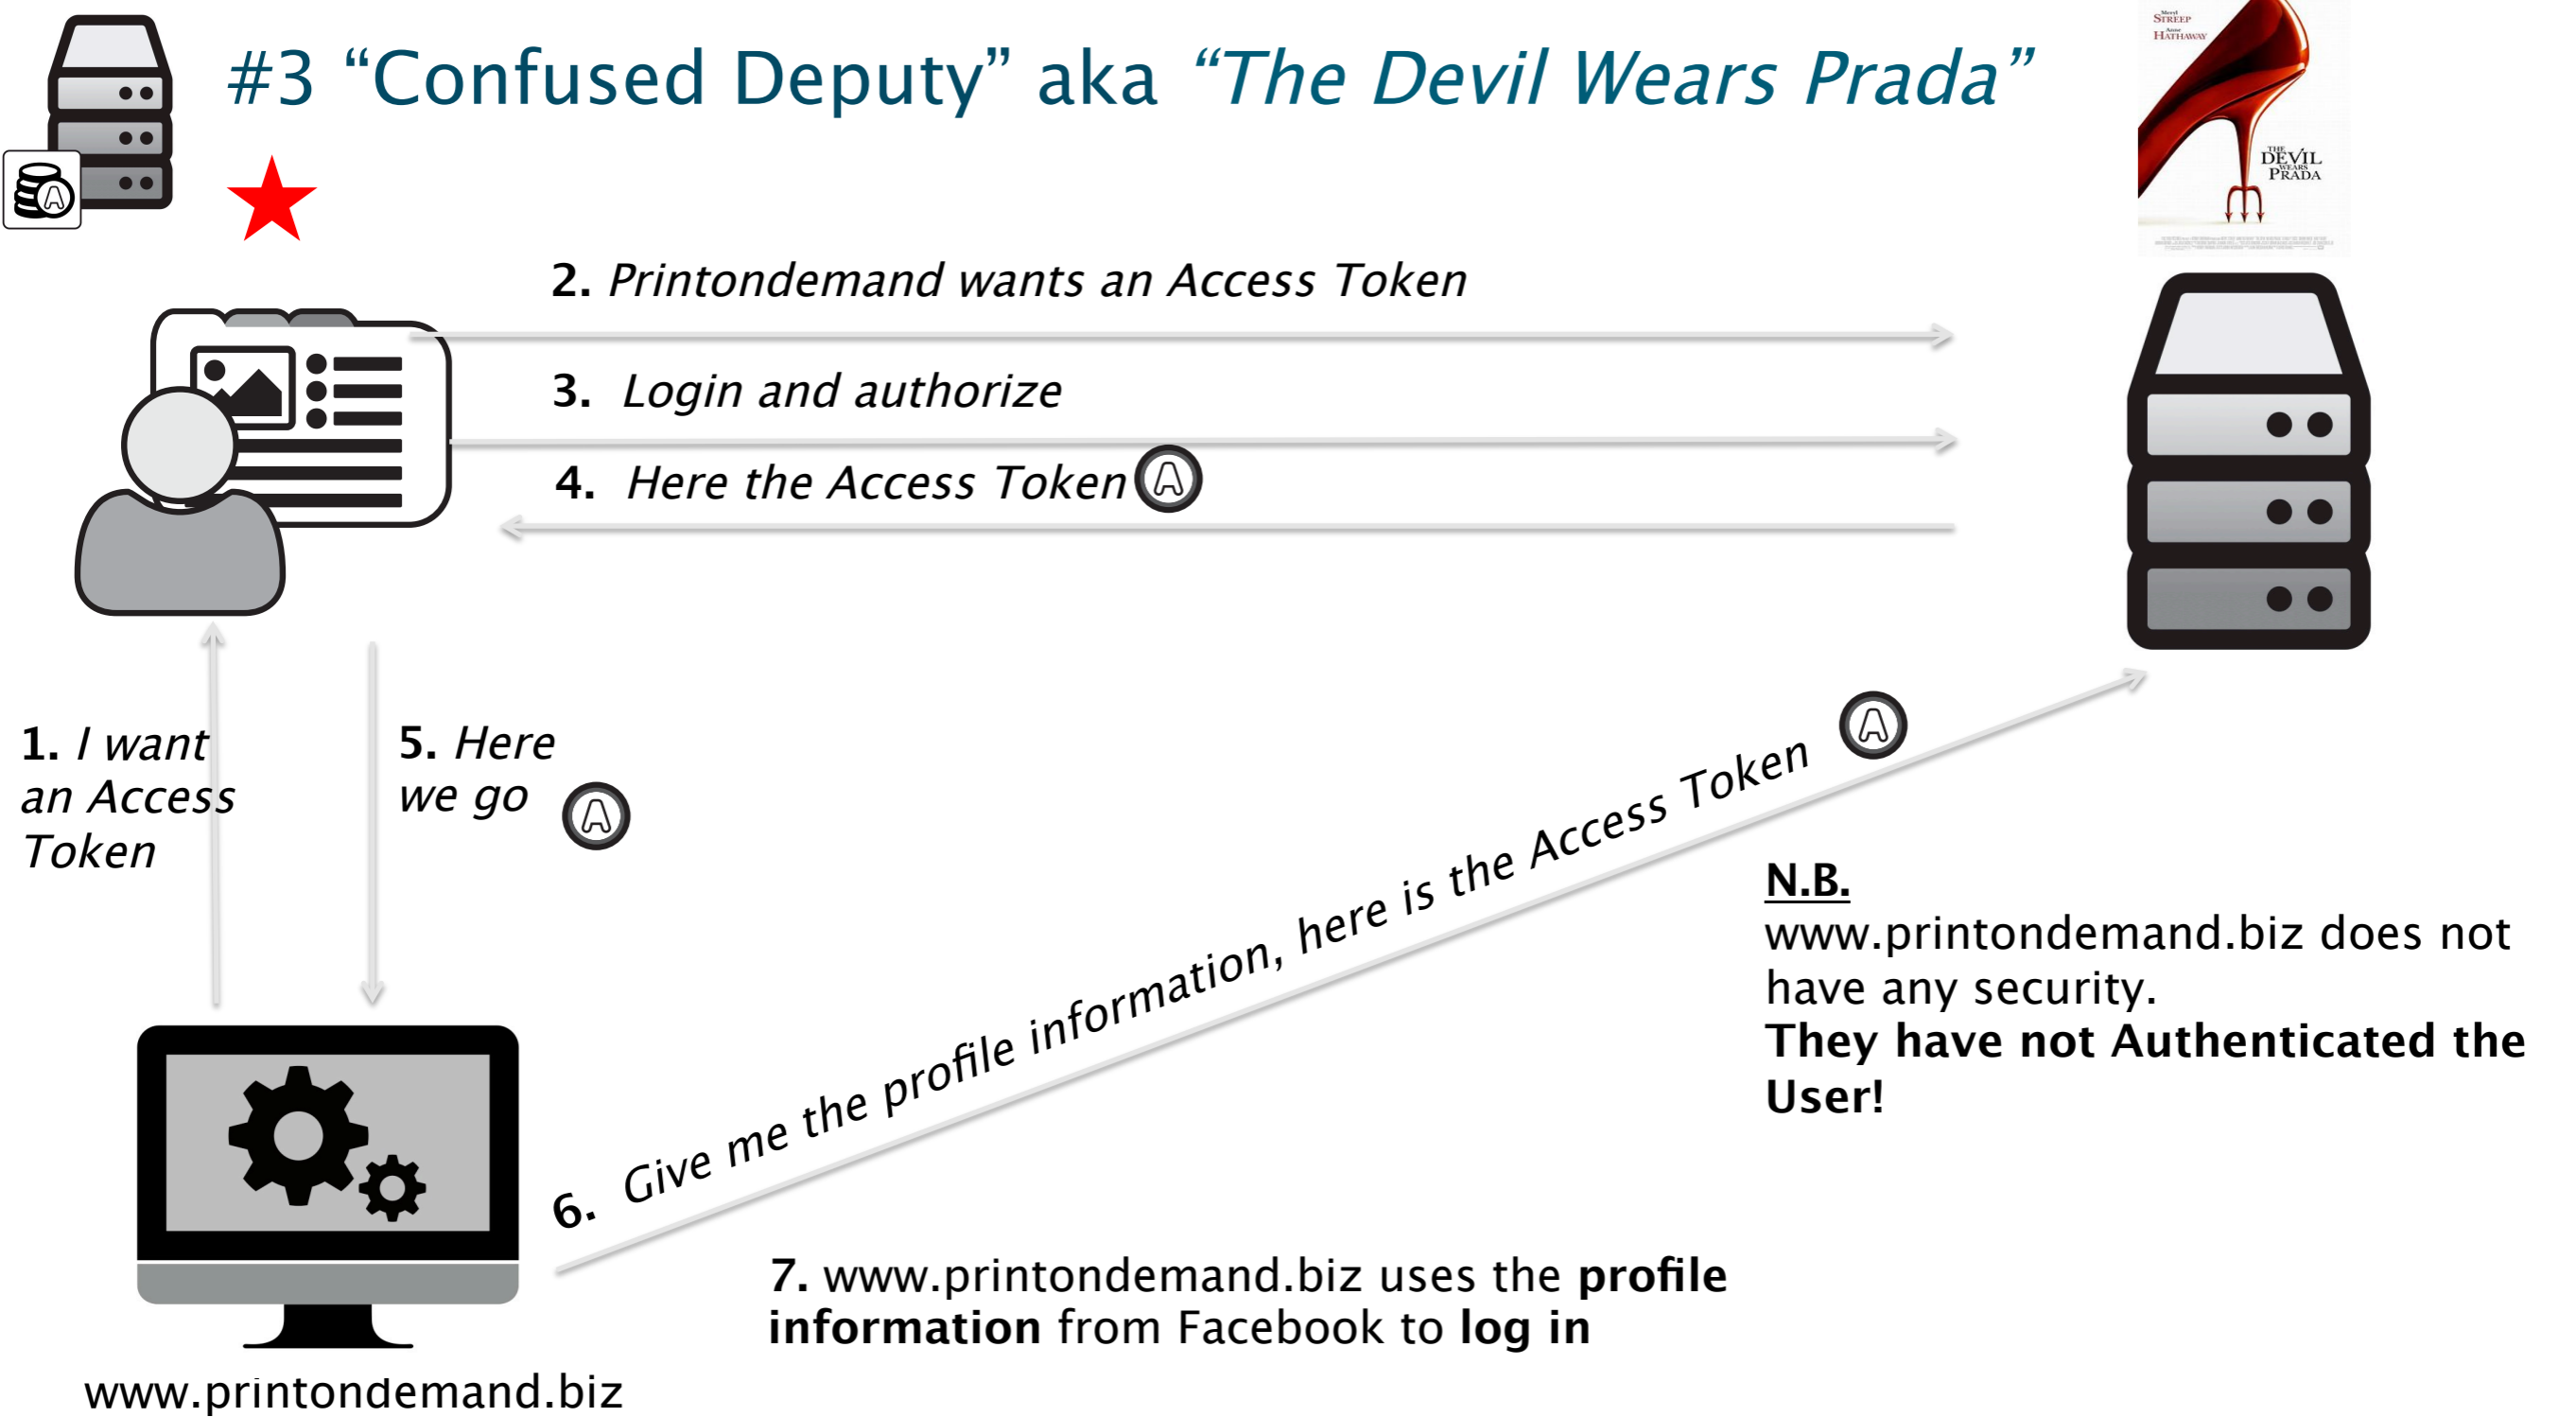 #3 “Confused Deputy” aka “The Devil Wears Prada”
Meryl
STREEP
Anne
HATHAWAY
THE
DEVIL
WEARS
PRADA
2. Printondemand wants an Access Token
3. Login and authorize
4. Here the Access Token A
1. I want
an Access
Token
5. Here
we go A
6. Give me the profile information, here is the Access Token A
N.B.
www.printondemand.biz does not
have any security.
They have not Authenticated the
User!
7. www.printondemand.biz uses the profile
information from Facebook to log in
www.printondemand.biz
A